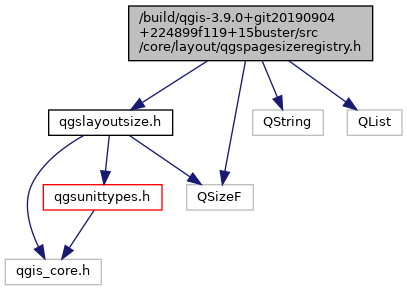 /build/qgis-3.9.0+git20190904
+224899f119+15buster/src
/core/layout/qgspagesizeregistry.h
qgslayoutsize.h
QString
QList
qgsunittypes.h
QSizeF
qgis_core.h